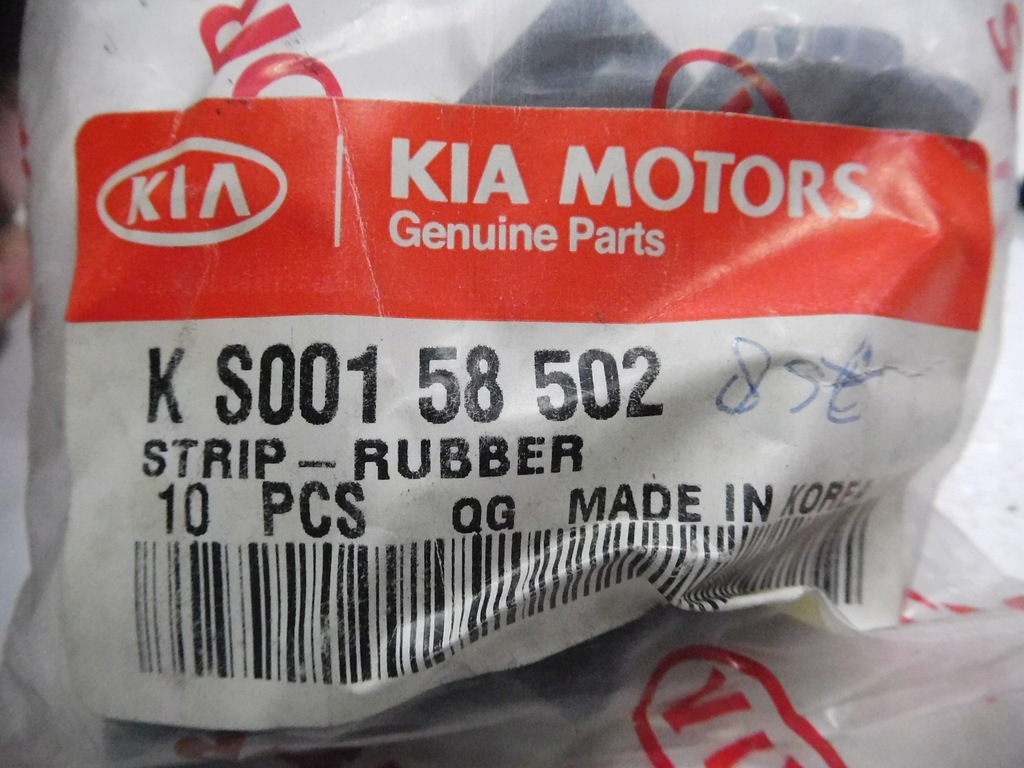 KIA
KIA MOTORS
Genuine Parts
K S001 58 502
STRIP-RUBBER
10 PCS QG MADE IN KOREA